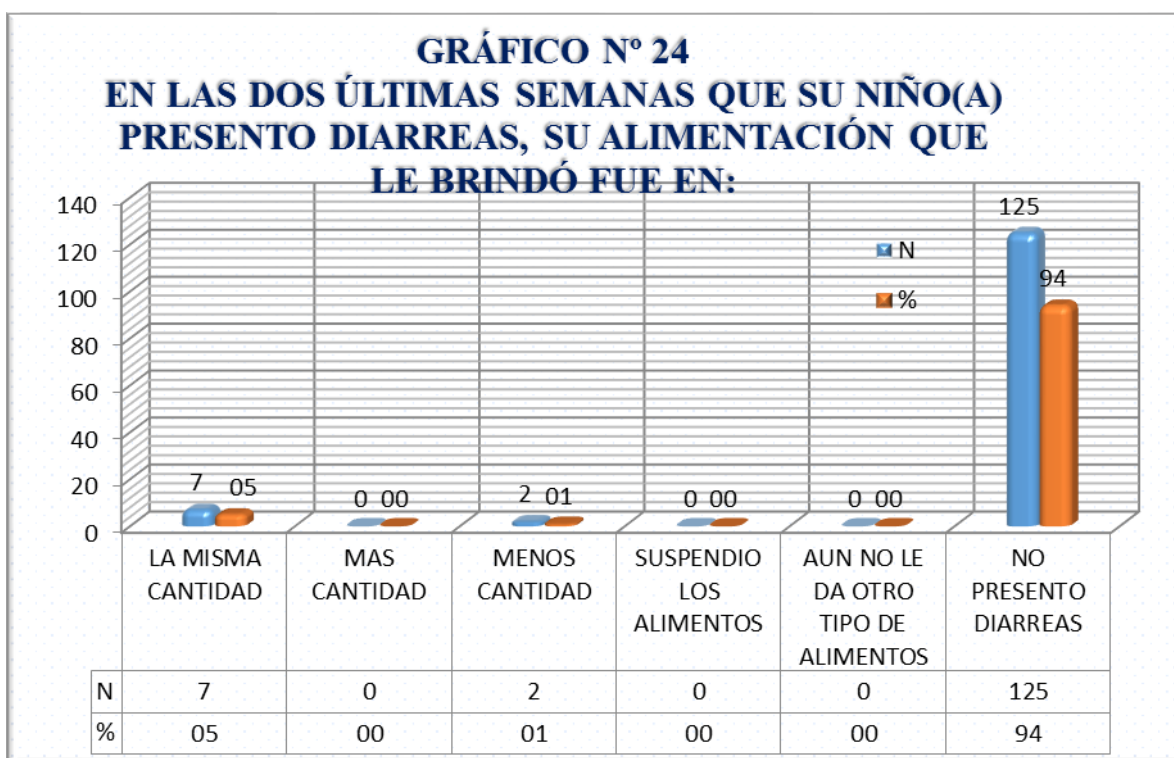 GRÁFICO Nº 24
EN LAS DOS ÚLTIMAS SEMANAS QUE SU NIÑO(A)
PRESENTO DIARREAS, SU ALIMENTACIÓN QUE
LE BRINDÓ FUE EN:
140
120
100
80
60
40
20
0
N
%
7 05
0 00
2 01
0 00
0 00
125
94
LA MISMA
CANTIDAD
MAS
CANTIDAD
MENOS
CANTIDAD
SUSPENDIO
LOS
ALIMENTOS
AUN NO LE
DA OTRO
TIPO DE
ALIMENTOS
NO
PRESENTO
DIARREAS
N 7 0 2 0 0 125
% 05 00 01 00 00 94